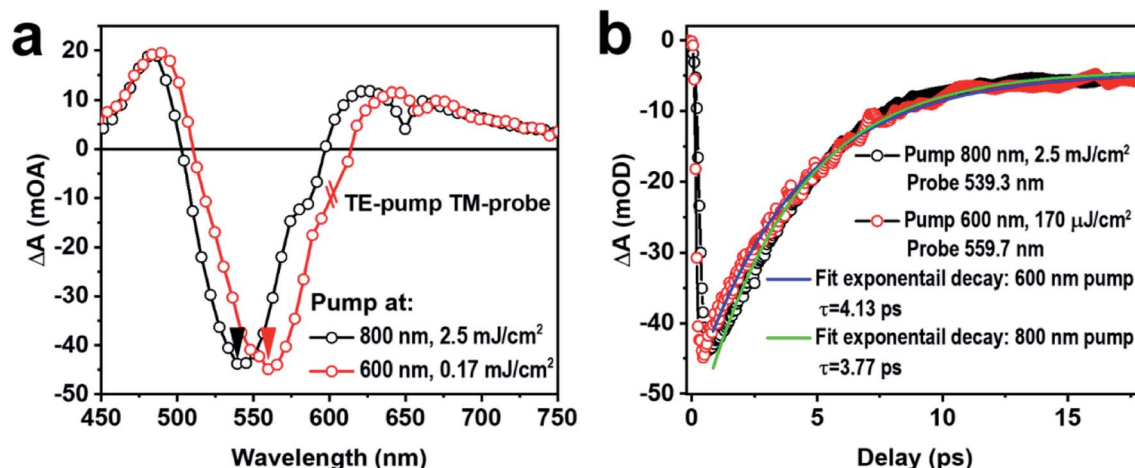 a
20
10
0
-10
-20
-30
-40
-50
ΔA (mOA)
450 500 550 600 650 700 750
Wavelength (nm)
TE-pump TM-probe
Pump at:
800 nm, 2.5 mJ/cm²
600 nm, 0.17 mJ/cm²
b
0
-10
-20
-30
-40
-50
ΔA (mOD)
0 5 10 15
Delay (ps)
Pump 800 nm, 2.5 mJ/cm²
Probe 539.3 nm
Pump 600 nm, 170 μJ/cm²
Probe 559.7 nm
Fit exponentail decay: 600 nm pump
τ=4.13 ps
Fit exponentail decay: 800 nm pump
τ=3.77 ps